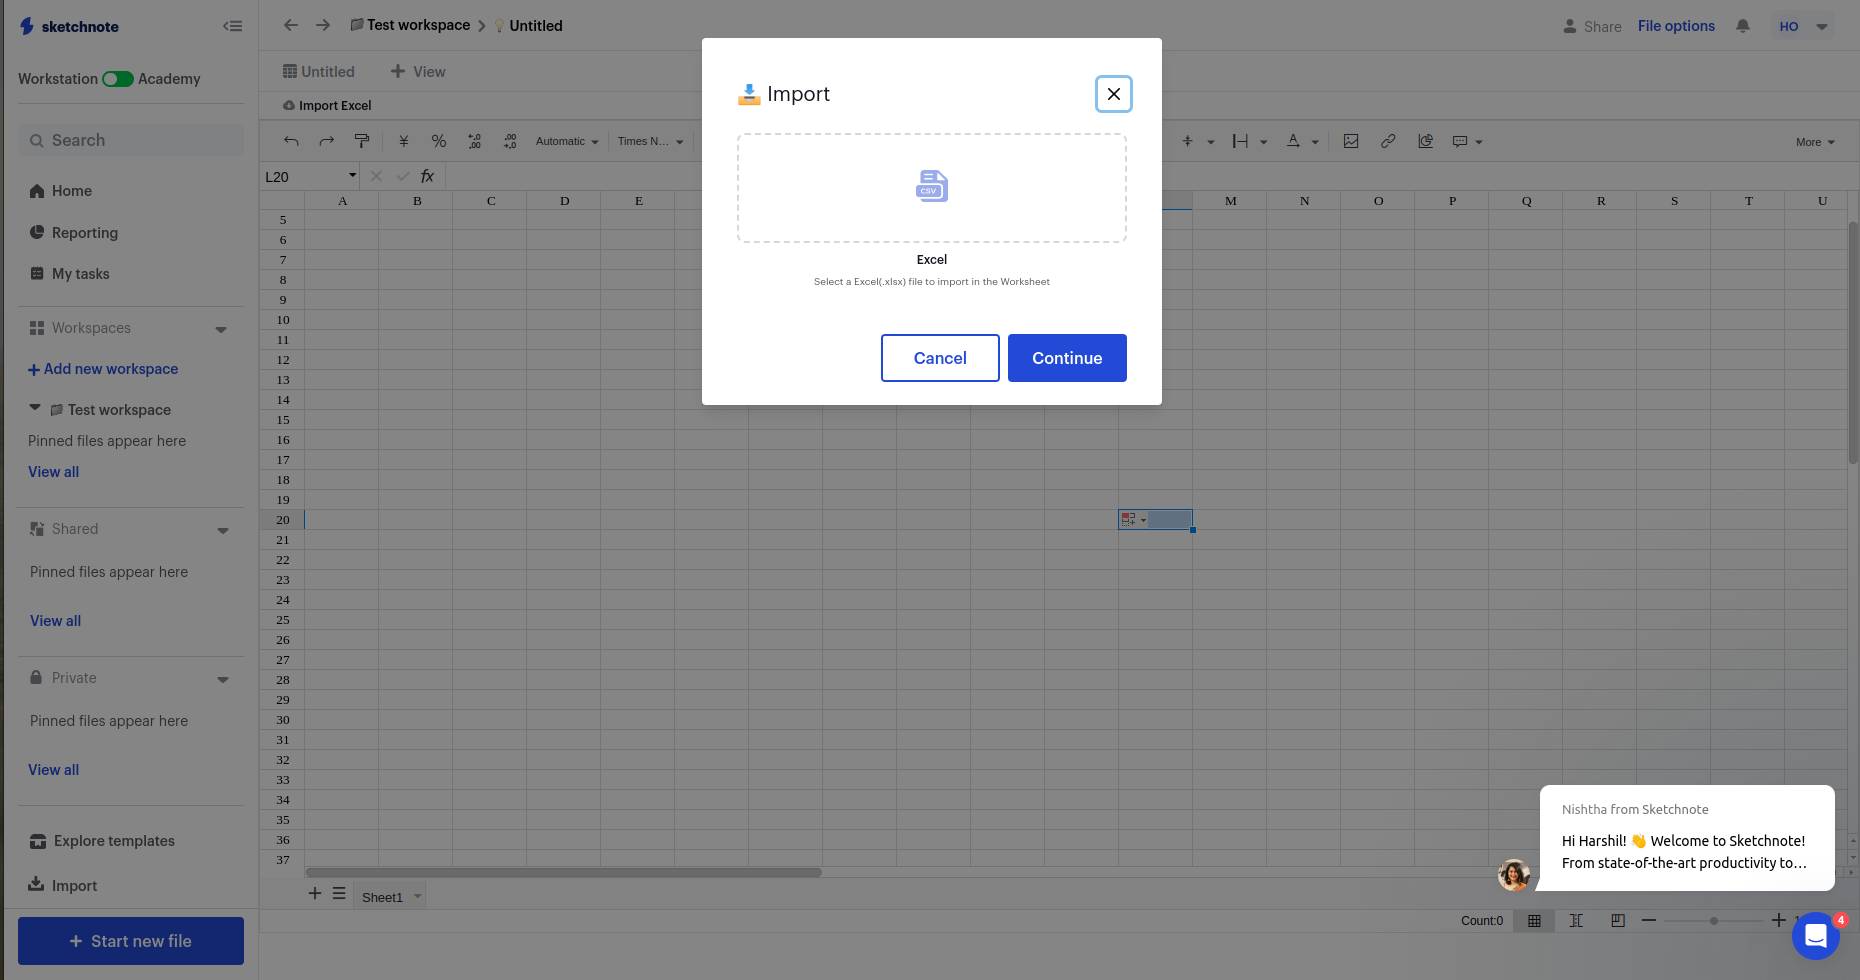 sketchnote
Test workspace
Untitled
Share
File options
HO
Workstation
Academy
Untitled
View
Import Excel
Search
¥ % ,00 ,00 Automatic Times N...
More
L20
fx
Home
Reporting
My tasks
Workspaces
+ Add new workspace
Test workspace
Pinned files appear here
View all
Shared
Pinned files appear here
View all
Private
Pinned files appear here
View all
Explore templates
Import
+ Start new file
A B C D E M N O P Q R S T U
5
6
7
8
9
10
11
12
13
14
15
16
17
18
19
20
21
22
23
24
25
26
27
28
29
30
31
32
33
34
35
36
37
Sheet1
Count:0
Import
CSV
Excel
Select a Excel(.xlsx) file to import in the Worksheet
Cancel
Continue
Nishtha from Sketchnote
Hi Harshil! 👋 Welcome to Sketchnote!
From state-of-the-art productivity to...
4